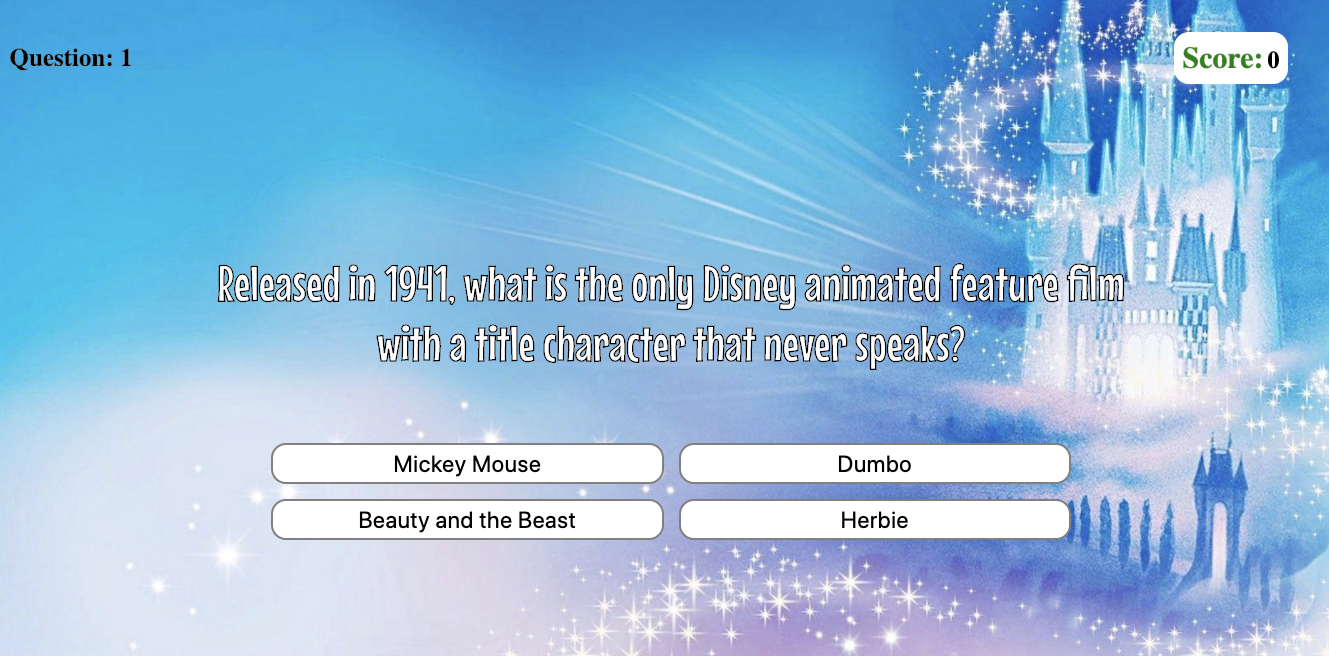 Question: 1
Score: 0
Released in 1941, what is the only Disney animated feature film
with a title character that never speaks?
Mickey Mouse
Dumbo
Beauty and the Beast
Herbie